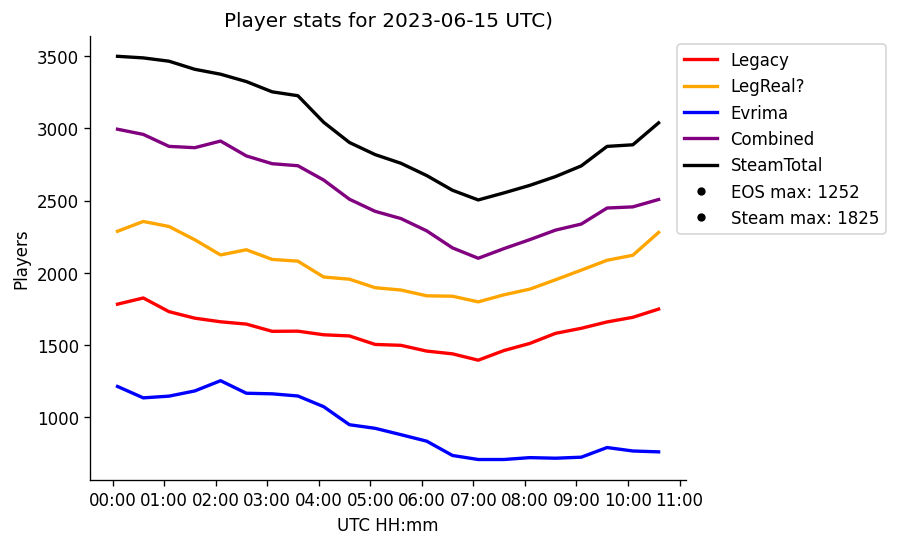 Player stats for 2023-06-15 UTC)
Players
3500
3000
2500
2000
1500
1000
00:00 01:00 02:00 03:00 04:00 05:00 06:00 07:00 08:00 09:00 10:00 11:00
UTC HH:mm
Legacy
LegReal?
Evrima
Combined
SteamTotal
EOS max: 1252
Steam max: 1825